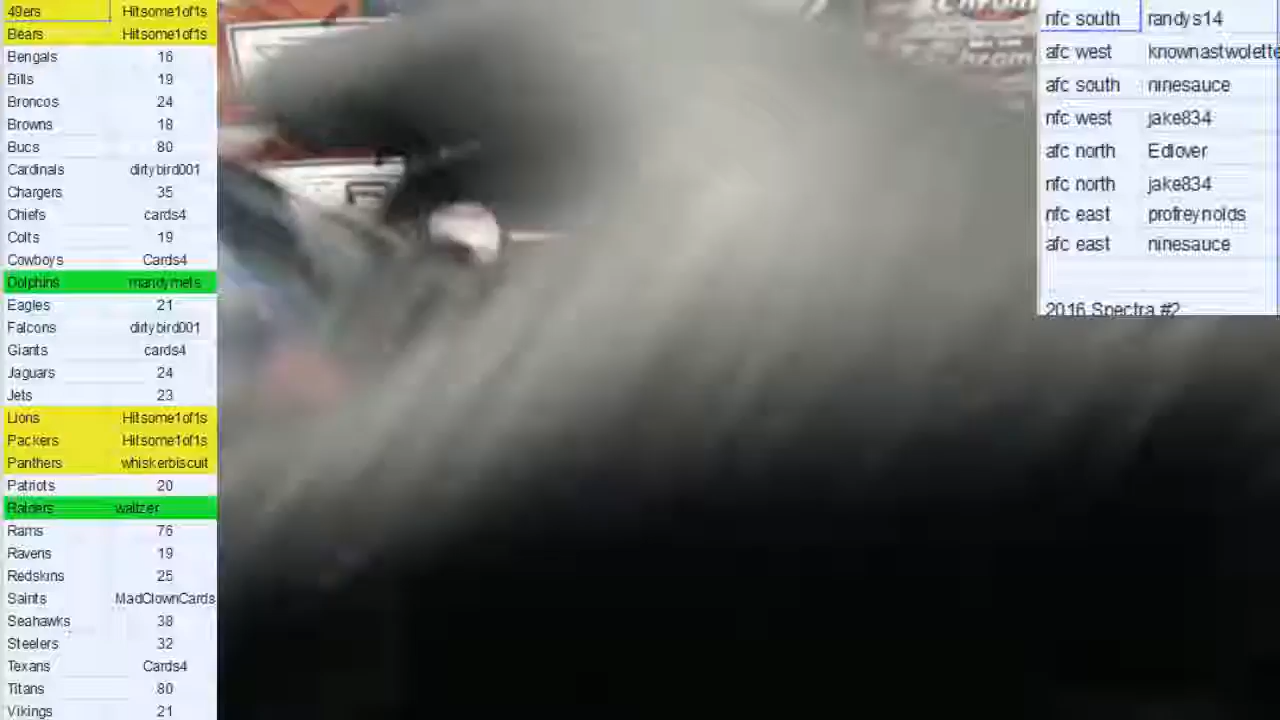 49ers Hitsome1of1s
Bears Hitsome1of1s
Bengals 16
Bills 19
Broncos 24
Browns 18
Bucs 80
Cardinals dirtybird001
Chargers 35
Chiefs cards4
Colts 19
Cowboys Cards4
Dolphins mandymets
Eagles 21
Falcons dirtybird001
Giants cards4
Jaguars 24
Jets 23
Lions Hitsome1of1s
Packers Hitsome1of1s
Panthers whiskerbiscuit
Patriots 20
Raiders waltzer
Rams 76
Ravens 19
Redskins 25
Saints MadClownCards
Seahawks 38
Steelers 32
Texans Cards4
Titans 80
Vikings 21
nfc south randys14
afc west knownastwolette
afc south ninesauce
nfc west jake834
afc north Edlover
nfc north jake834
nfc east profreynolds
afc east ninesauce
2016 Spectra #2